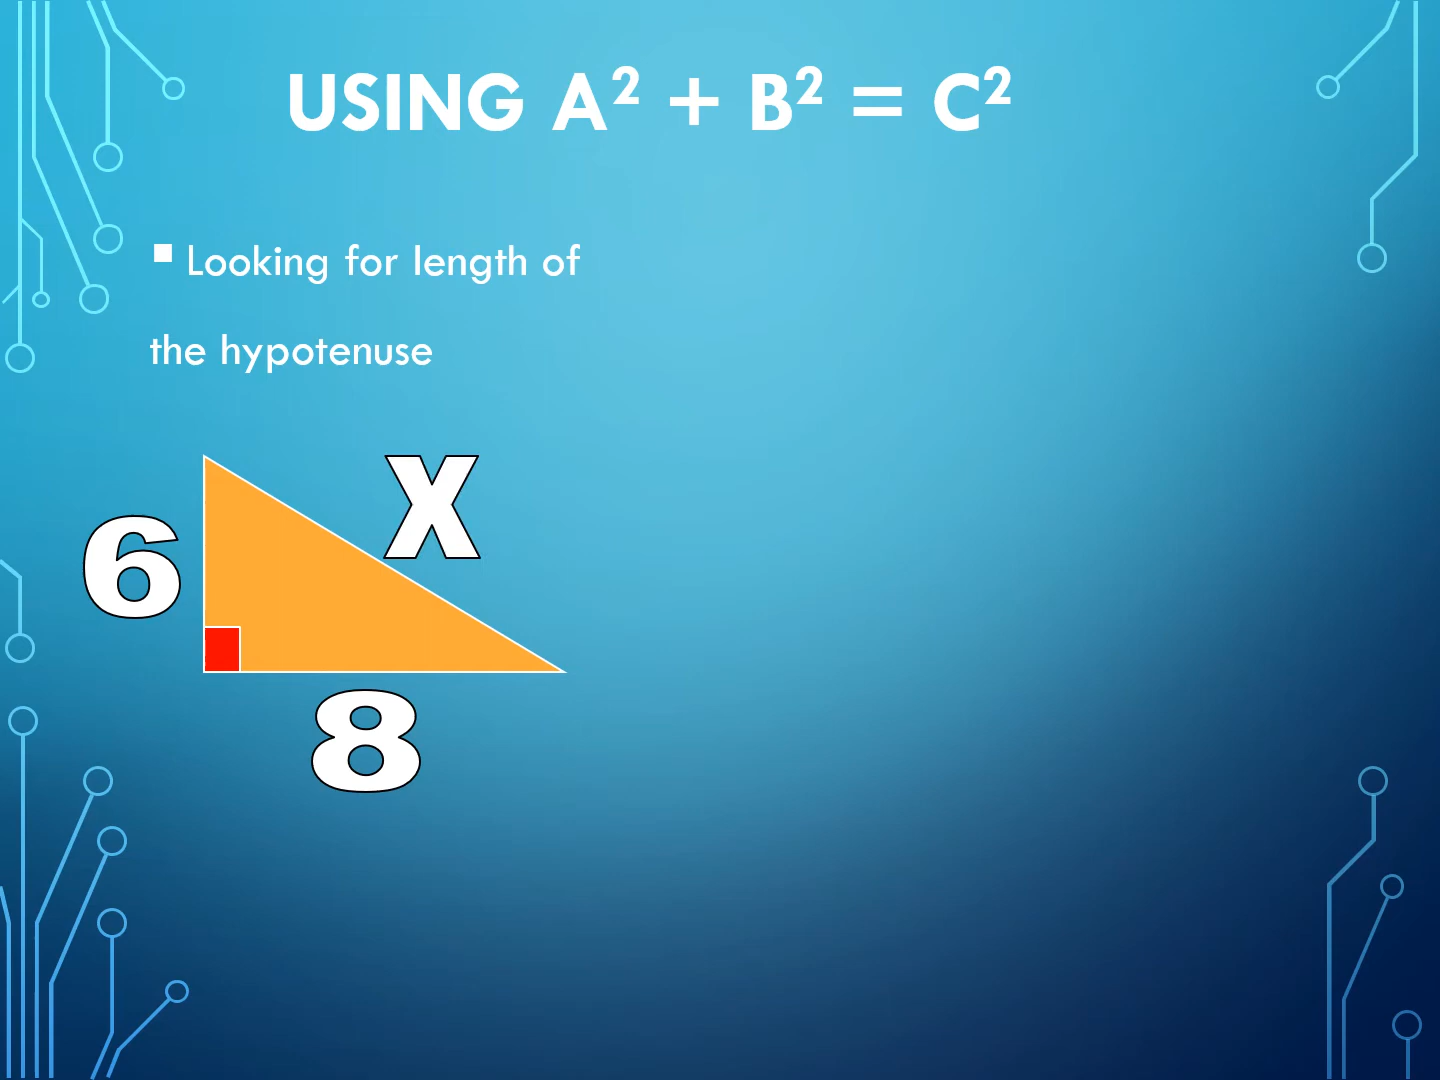 USING A² + B² = C²
▪ Looking for length of
the hypotenuse
X
6
8